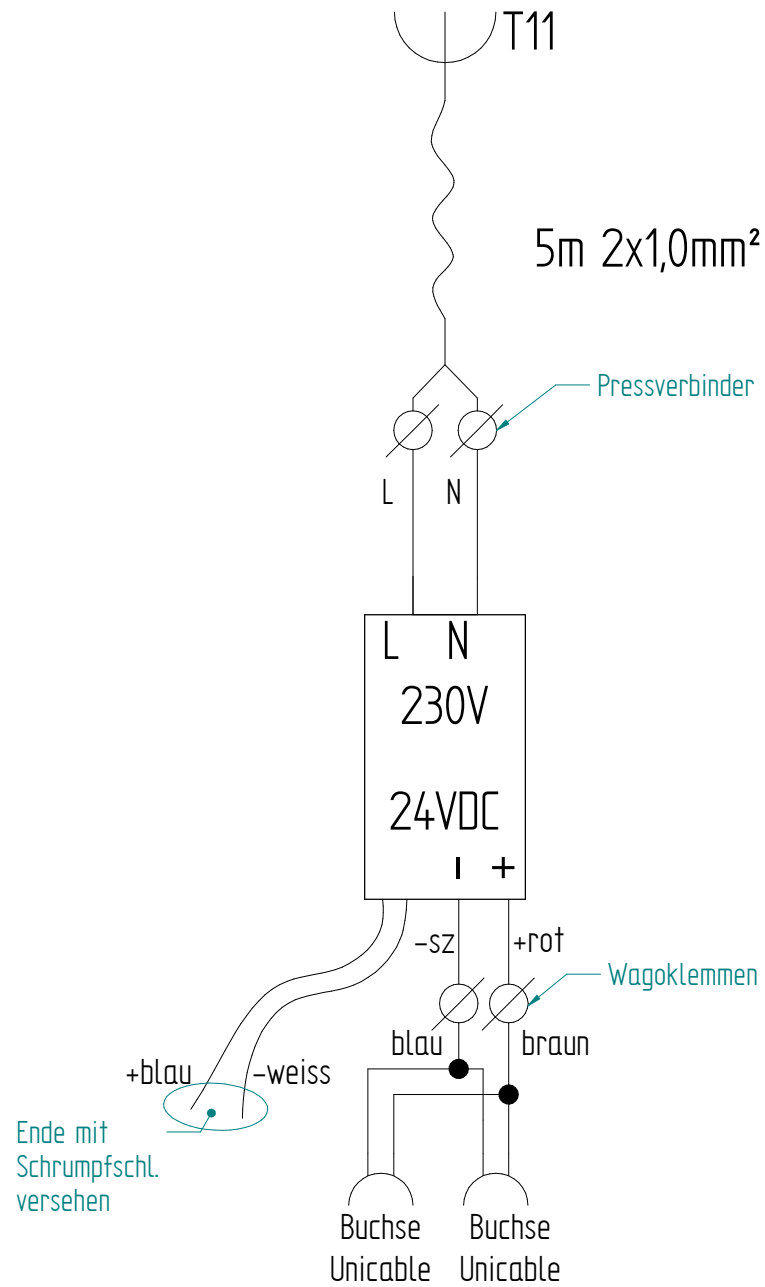 T11
5m 2x1,0mm²
Pressverbinder
L N
L N
230V
24VDC
- +
-sz +rot
Wagoklemmen
blau braun
+blau -weiss
Ende mit
Schrumpfschl.
versehen
Buchse Buchse
Unicable Unicable